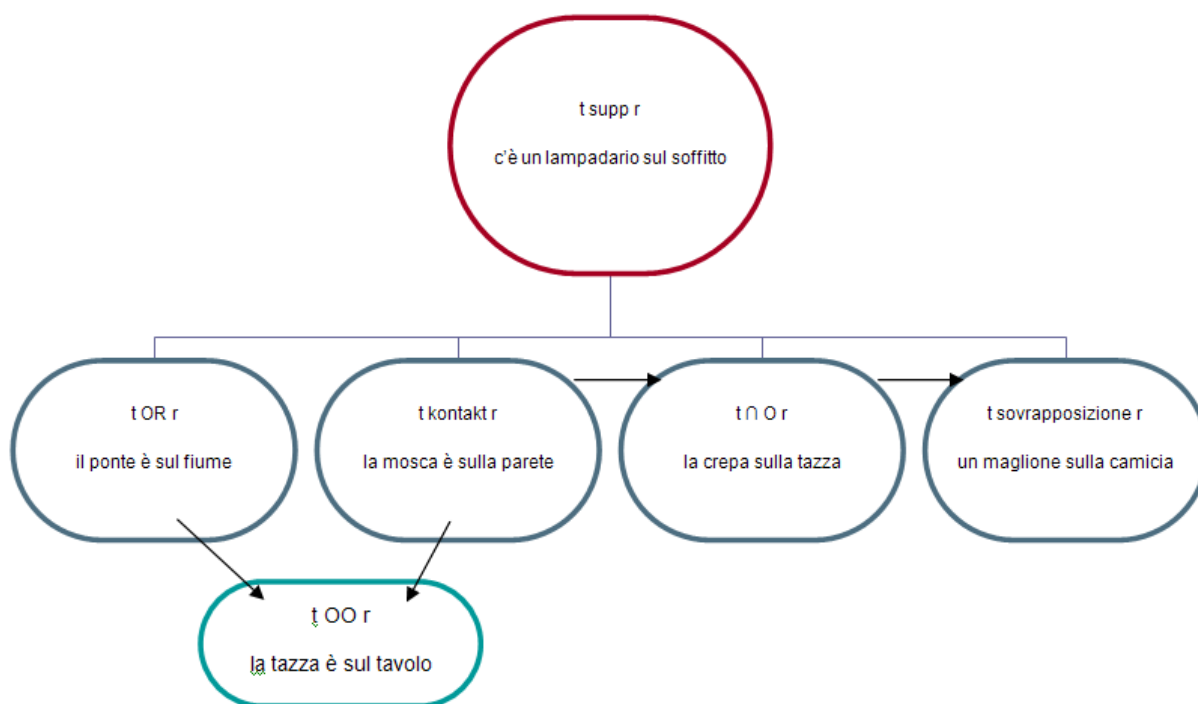 t supp r
c'è un lampadario sul soffitto
t OR r
il ponte è sul fiume
t kontakt r
la mosca è sulla parete
t ∩ O r
la crepa sulla tazza
t sovrapposizione r
un maglione sulla camicia
t OO r
la tazza è sul tavolo